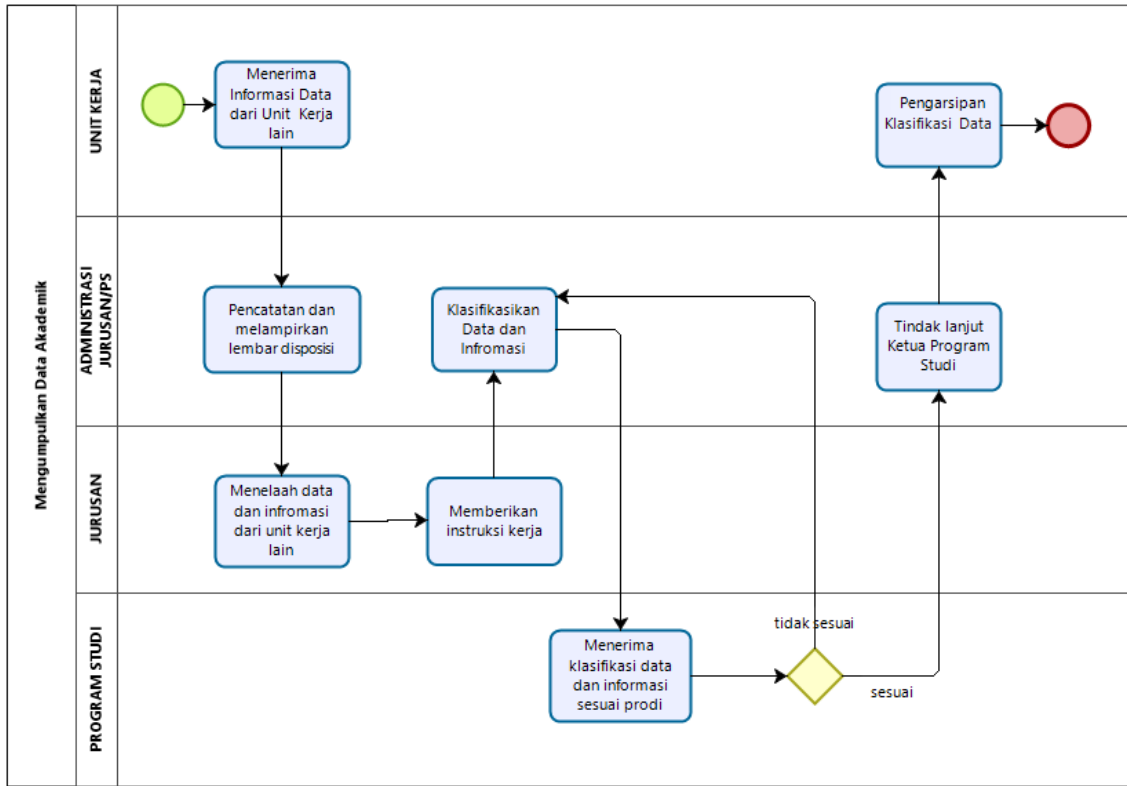 Mengumpulkan Data Akademik
UNIT KERJA
Menerima
Informasi Data
dari Unit Kerja
lain
Pengarsipan
Klasifikasi Data
ADMINISTRASI
JURUSAN/PS
Pencatatan dan
melampirkan
lembar disposisi
Klasifikasikan
Data dan
Infromasi
Tindak lanjut
Ketua Program
Studi
JURUSAN
Menelaah data
dan infromasi
dari unit kerja
lain
Memberikan
instruksi kerja
PROGRAM STUDI
Menerima
klasifikasi data
dan informasi
sesuai prodi
tidak sesuai
sesuai